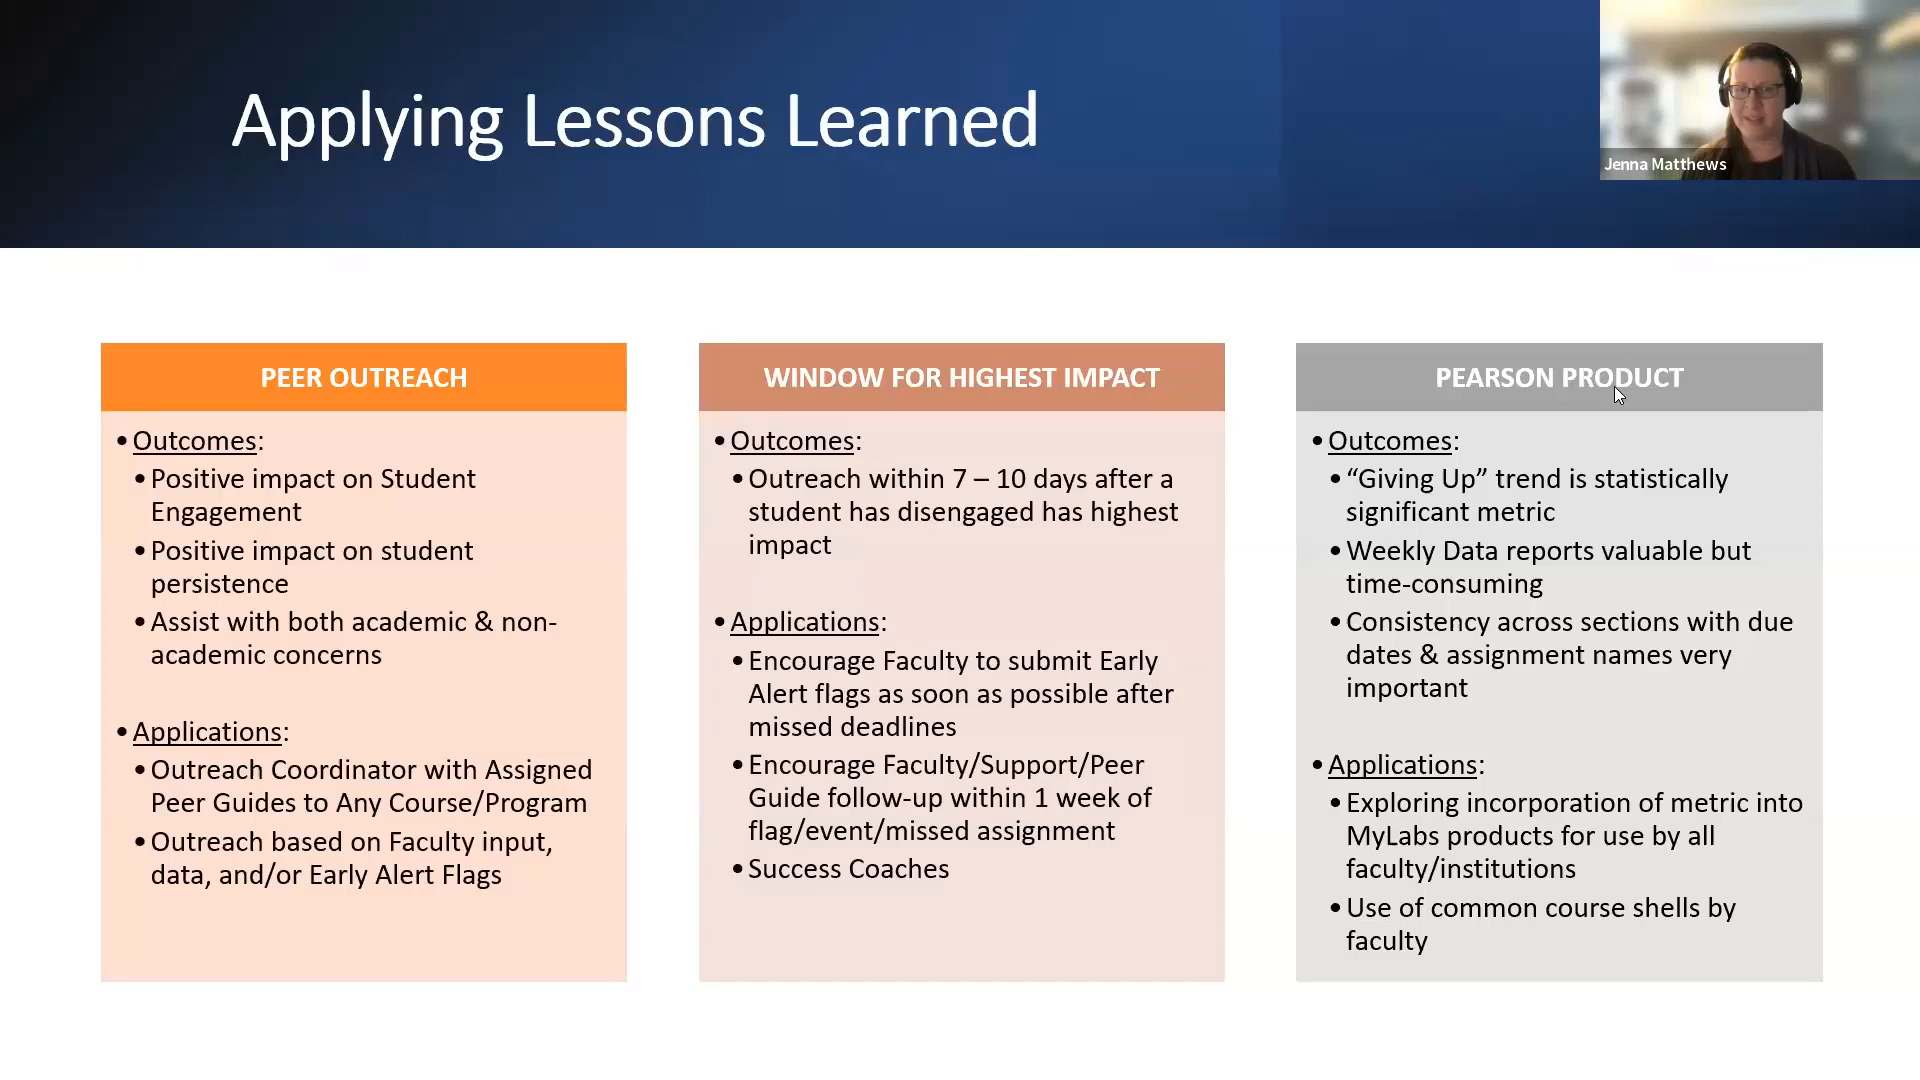 Applying Lessons Learned
Jenna Matthews
PEER OUTREACH
• Outcomes:
• Positive impact on Student
Engagement
• Positive impact on student
persistence
• Assist with both academic & non-
academic concerns
• Applications:
• Outreach Coordinator with Assigned
Peer Guides to Any Course/Program
• Outreach based on Faculty input,
data, and/or Early Alert Flags
WINDOW FOR HIGHEST IMPACT
• Outcomes:
• Outreach within 7 – 10 days after a
student has disengaged has highest
impact
• Applications:
• Encourage Faculty to submit Early
Alert flags as soon as possible after
missed deadlines
• Encourage Faculty/Support/Peer
Guide follow-up within 1 week of
flag/event/missed assignment
• Success Coaches
PEARSON PRODUCT
• Outcomes:
• “Giving Up” trend is statistically
significant metric
• Weekly Data reports valuable but
time-consuming
• Consistency across sections with due
dates & assignment names very
important
• Applications:
• Exploring incorporation of metric into
MyLabs products for use by all
faculty/institutions
• Use of common course shells by
faculty